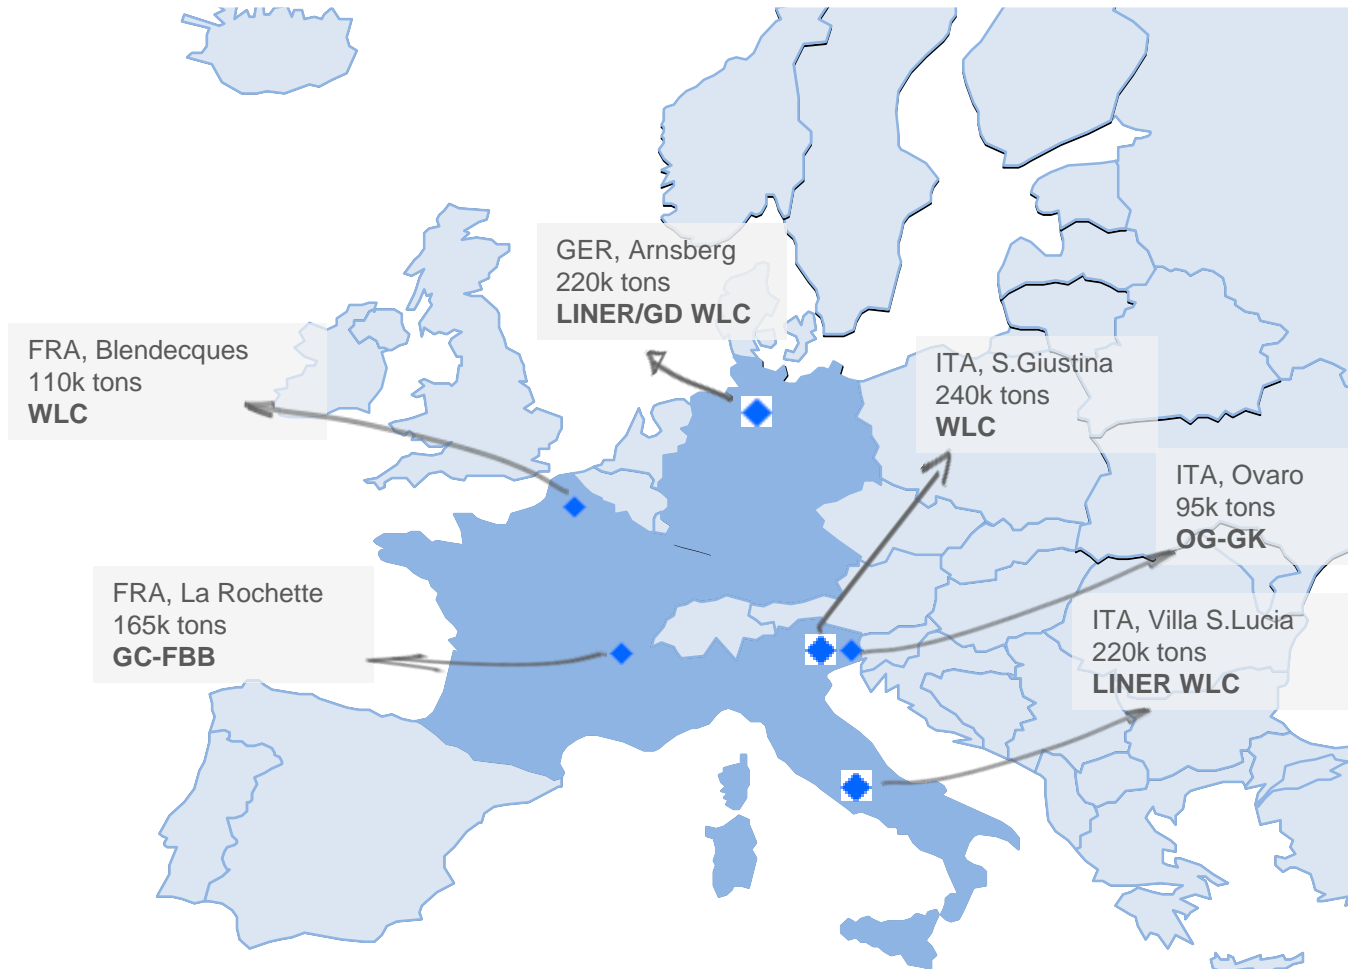 GER, Arnsberg
220k tons
LINER/GD WLC
FRA, Blendecques
110k tons
WLC
ITA, S.Giustina
240k tons
WLC
ITA, Ovaro
95k tons
OG-GK
FRA, La Rochette
165k tons
GC-FBB
ITA, Villa S.Lucia
220k tons
LINER WLC